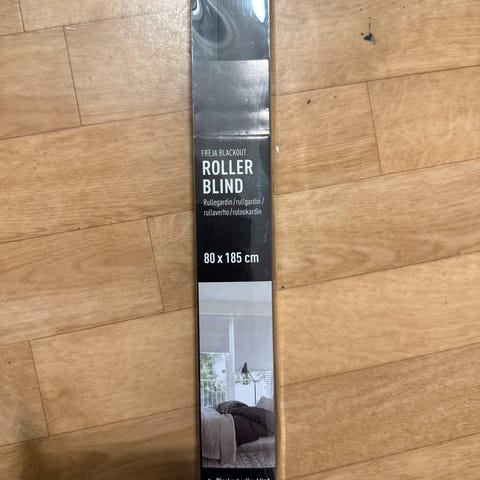 FREJA BLACKOUT
ROLLER
BLIND
Rullegardin/rullgardin/
rullaverho/rulookardin
80 x 185 cm